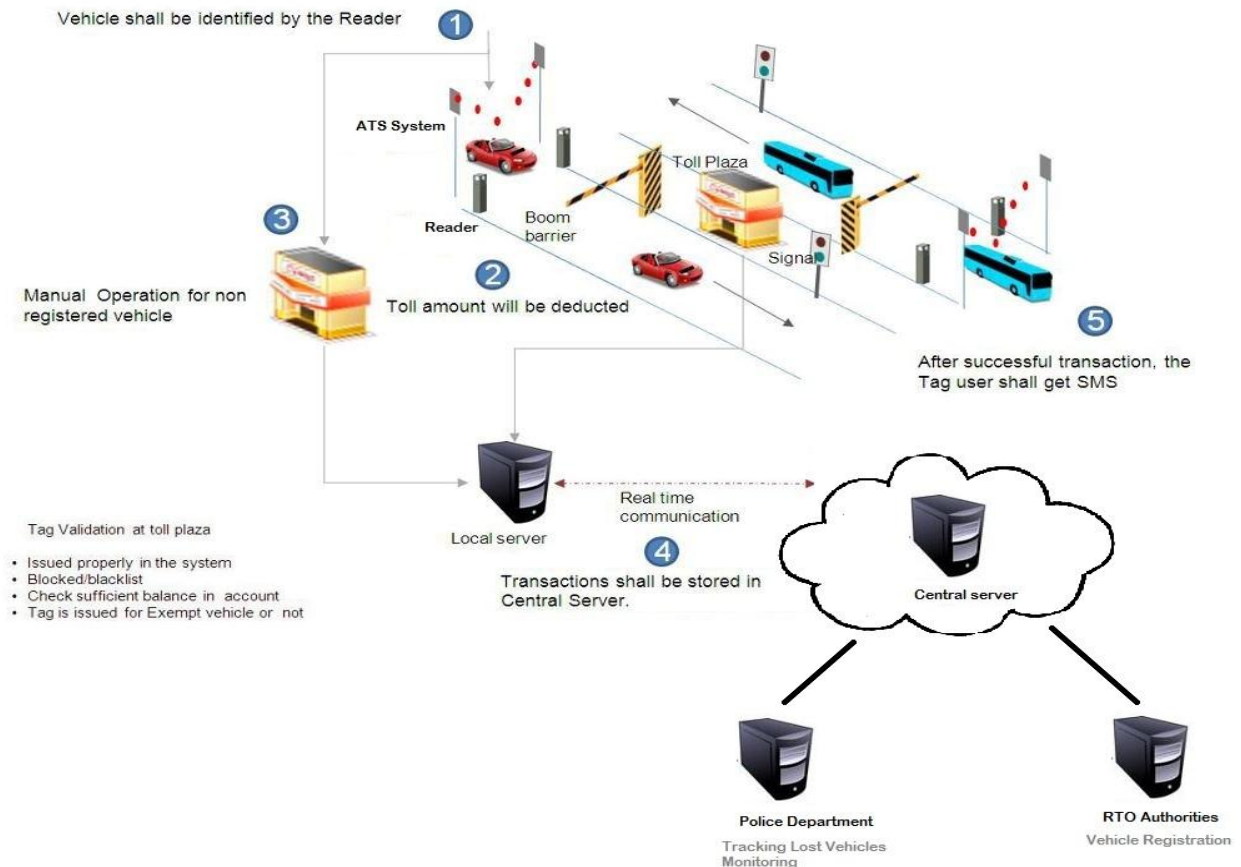 Vehicle shall be identified by the Reader
1
ATS System
Toll Plaza
3
Reader
Boom
barrier
Signal
Manual Operation for non
registered vehicle
2
Toll amount will be deducted
5
After successful transaction, the
Tag user shall get SMS
Real time
communication
Local server
Tag Validation at toll plaza
• Issued properly in the system
• Blocked/blacklist
• Check sufficient balance in account
• Tag is issued for Exempt vehicle or not
4
Transactions shall be stored in
Central Server.
Central server
Police Department
Tracking Lost Vehicles
Monitoring
RTO Authorities
Vehicle Registration